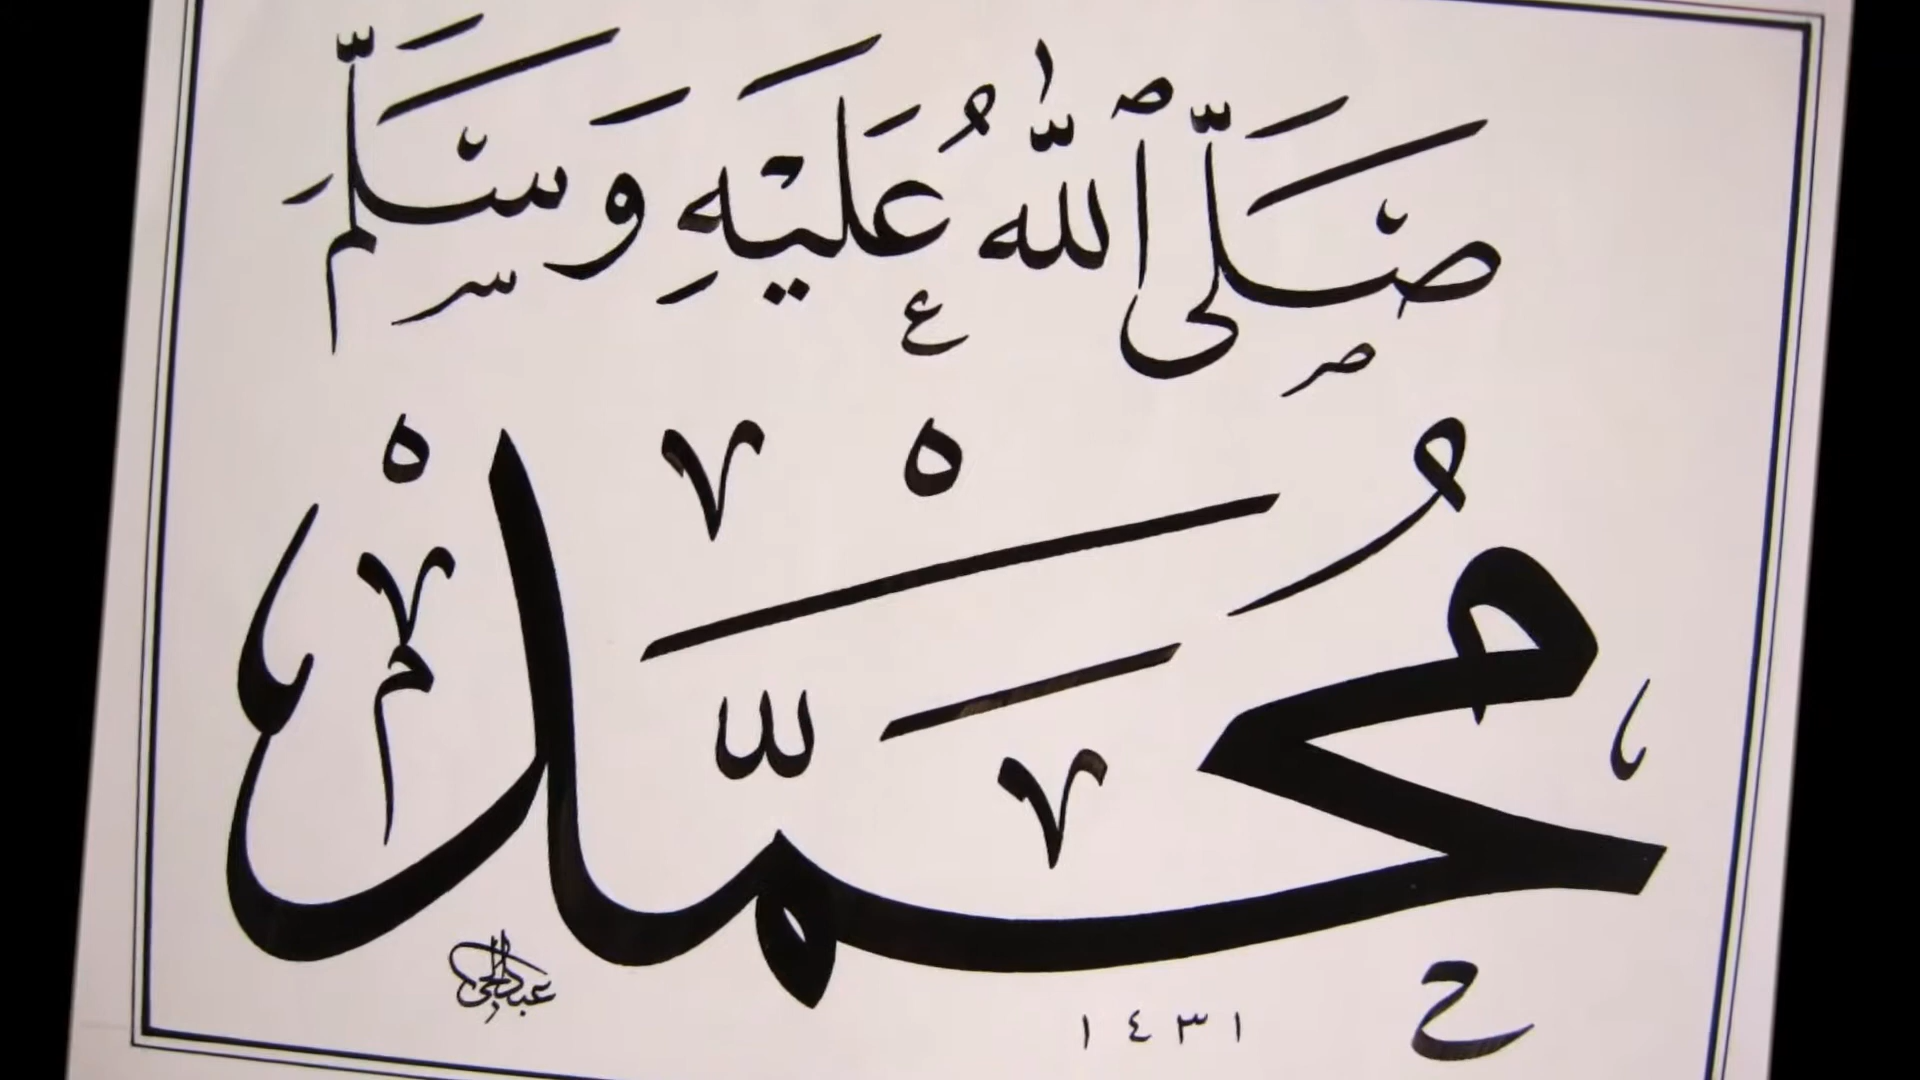 صَلَّى ٱللّٰهُ عَلَيْهِ وَسَلَّمَ
مُحَمَّدْ
١٤٣١